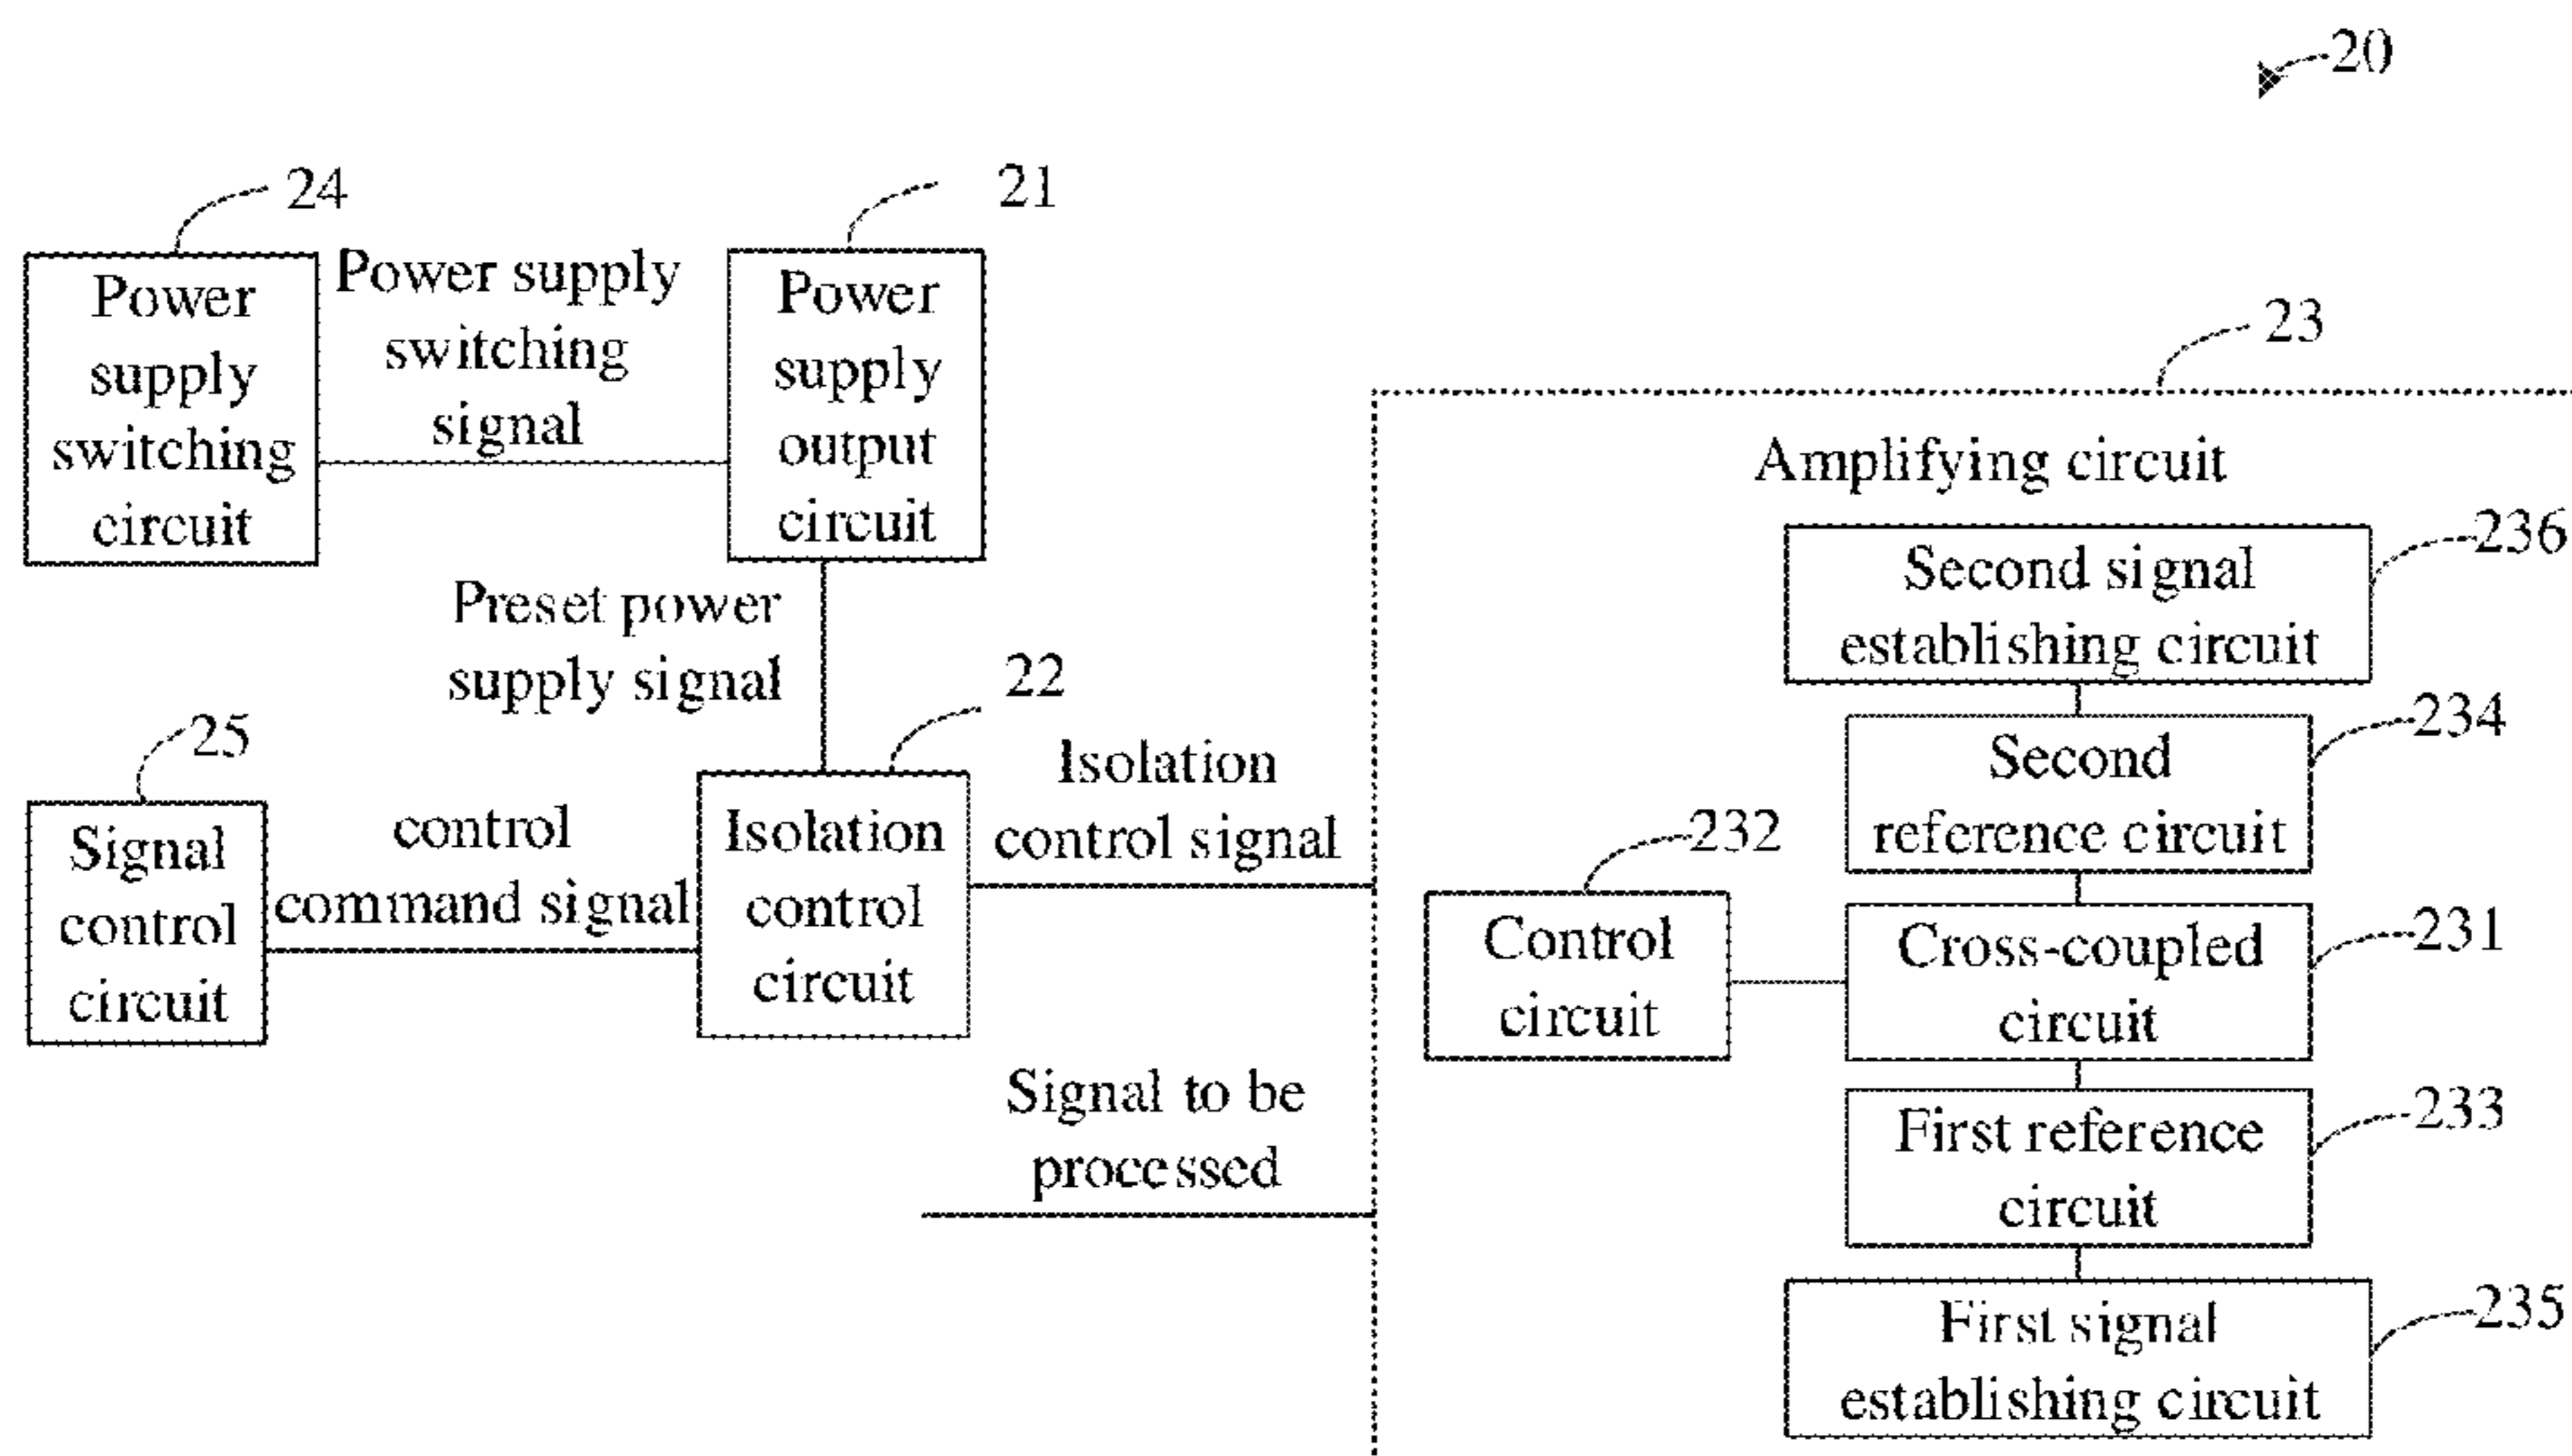 20
24
21
Power
supply
switching
circuit
Power supply
switching
signal
Power
supply
output
circuit
23
Amplifying circuit
236
Second signal
establishing circuit
Preset power
supply signal
22
234
Second
reference circuit
25
Signal
control
circuit
control
command signal
Isolation
control
circuit
Isolation
control signal
232
Control
circuit
231
Cross-coupled
circuit
Signal to be
processed
233
First reference
circuit
235
First signal
establishing circuit